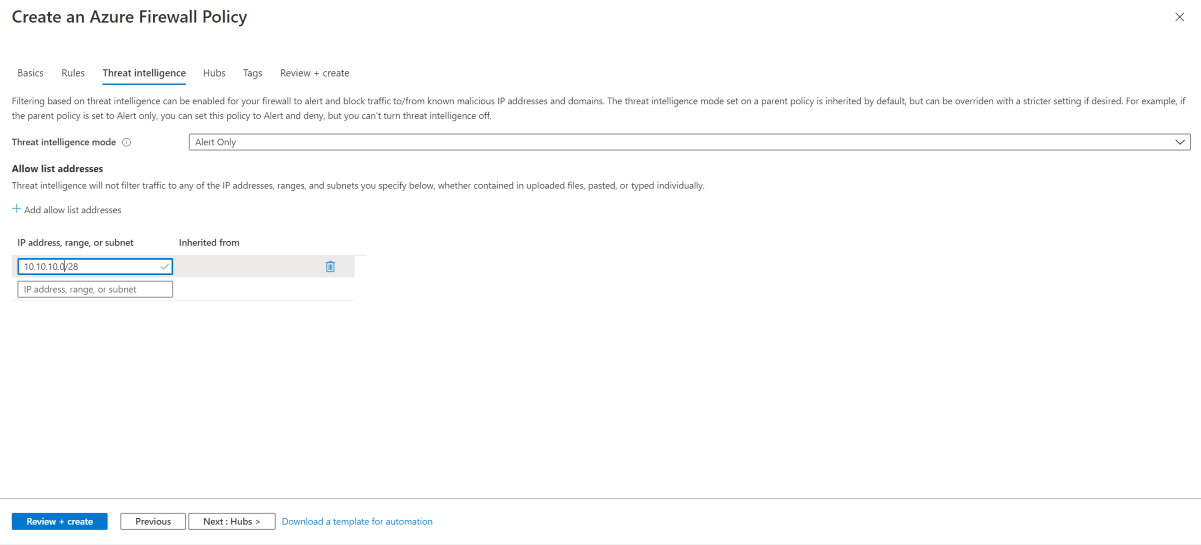 Create an Azure Firewall Policy
Basics Rules Threat intelligence Hubs Tags Review + create
Filtering based on threat intelligence can be enabled for your firewall to alert and block traffic to/from known malicious IP addresses and domains. The threat intelligence mode set on a parent policy is inherited by default, but can be overriden with a stricter setting if desired. For example, if
the parent policy is set to Alert only, you can set this policy to Alert and deny, but you can't turn threat intelligence off.
Threat intelligence mode Alert Only
Allow list addresses
Threat intelligence will not filter traffic to any of the IP addresses, ranges, and subnets you specify below, whether contained in uploaded files, pasted, or typed individually.
+ Add allow list addresses
IP address, range, or subnet Inherited from
10.10.10.0/28
IP address, range, or subnet
Review + create Previous Next : Hubs > Download a template for automation